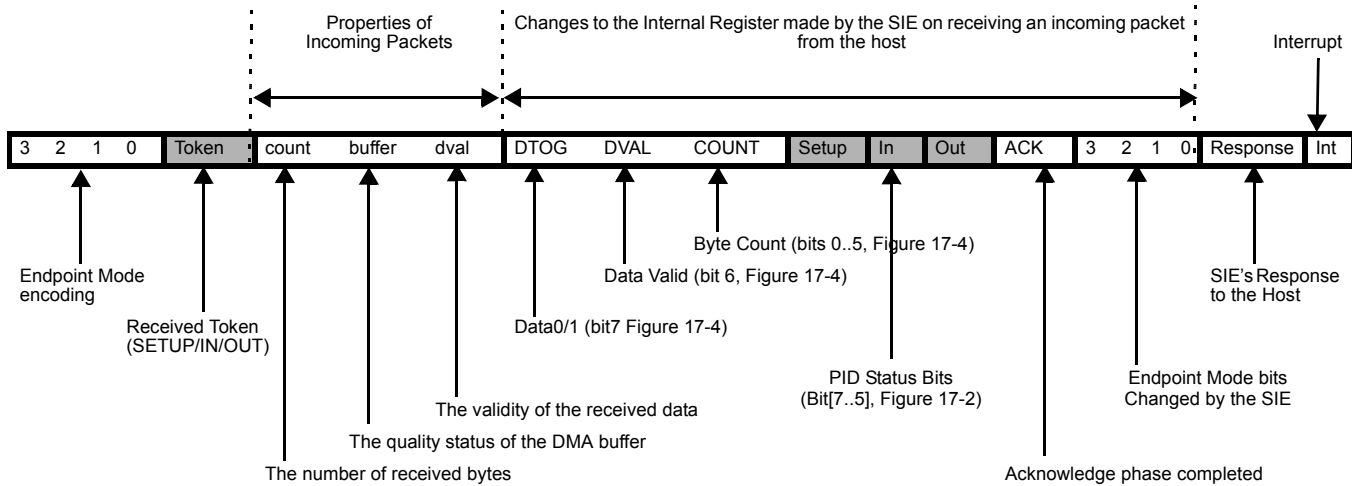 Properties of
Incoming Packets
Changes to the Internal Register made by the SIE on receiving an incoming packet
from the host
Interrupt
3 2 1 0 Token count buffer dval DTOG DVAL COUNT Setup In Out ACK 3 2 1 0 Response Int
Byte Count (bits 0..5, Figure 17-4)
Endpoint Mode
encoding
Data Valid (bit 6, Figure 17-4)
SIE's Response
to the Host
Received Token
(SETUP/IN/OUT)
Data0/1 (bit7 Figure 17-4)
PID Status Bits
(Bit[7..5], Figure 17-2)
Endpoint Mode bits
Changed by the SIE
The validity of the received data
The quality status of the DMA buffer
The number of received bytes
Acknowledge phase completed